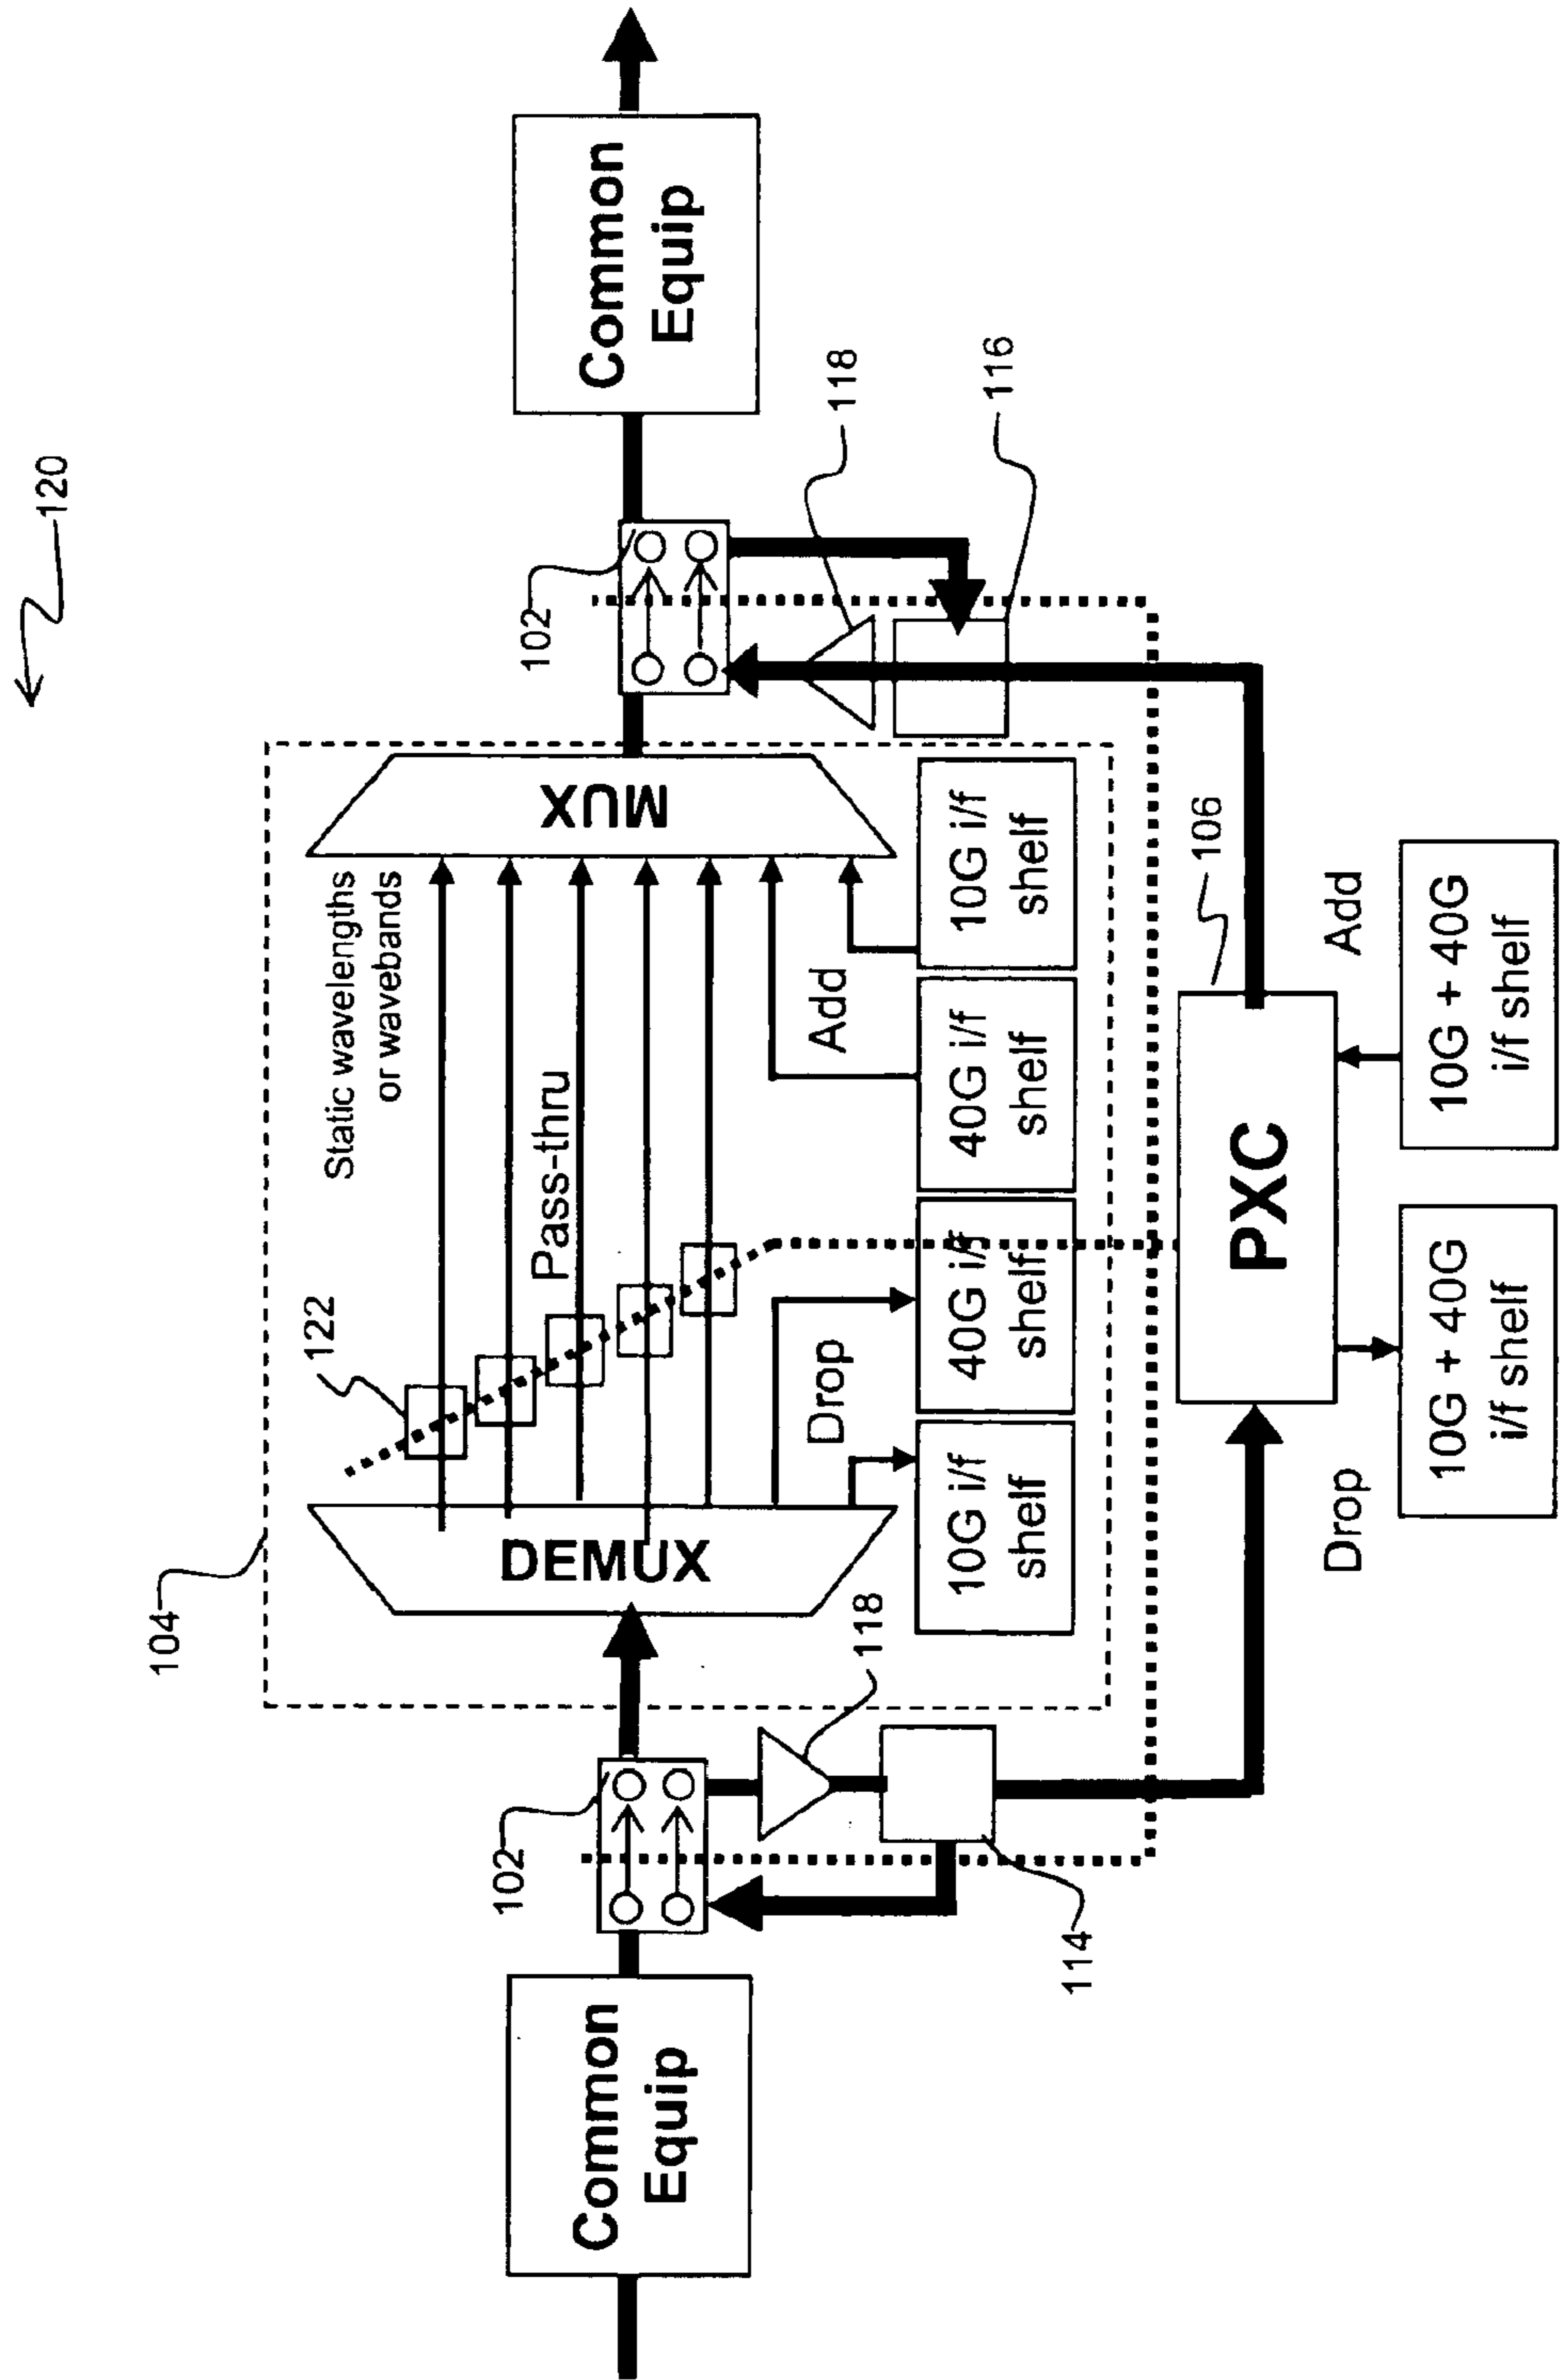 120
104
122
Static wavelengths
or wavebands
Pass-thru
DEMUX
MUX
Common
Equip
102
102
Common
Equip
Drop
Add
118
118
10G i/f
shelf
40G i/f
shelf
40G i/f
shelf
10G i/f
shelf
114
116
PXC
106
Drop
Add
10G + 40G
i/f shelf
10G + 40G
i/f shelf